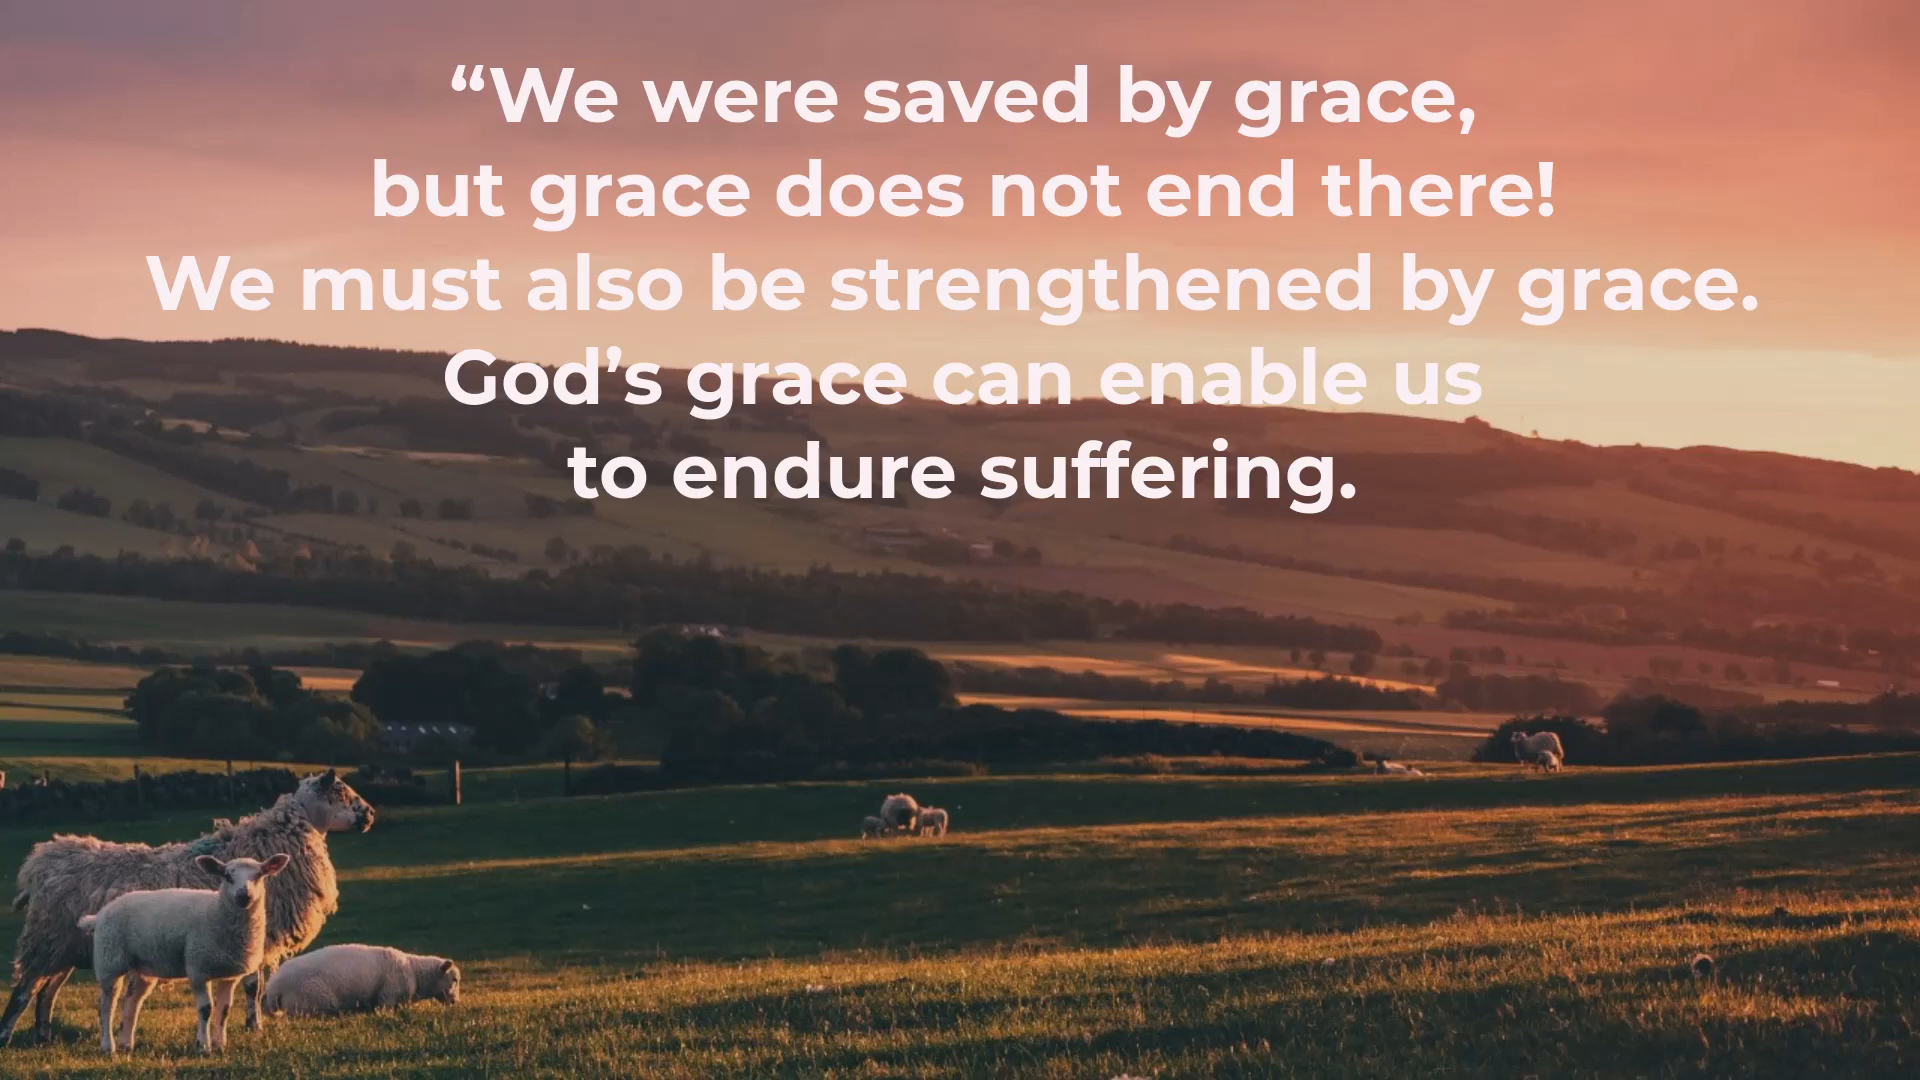 “We were saved by grace,
but grace does not end there!
We must also be strengthened by grace.
God’s grace can enable us
to endure suffering.